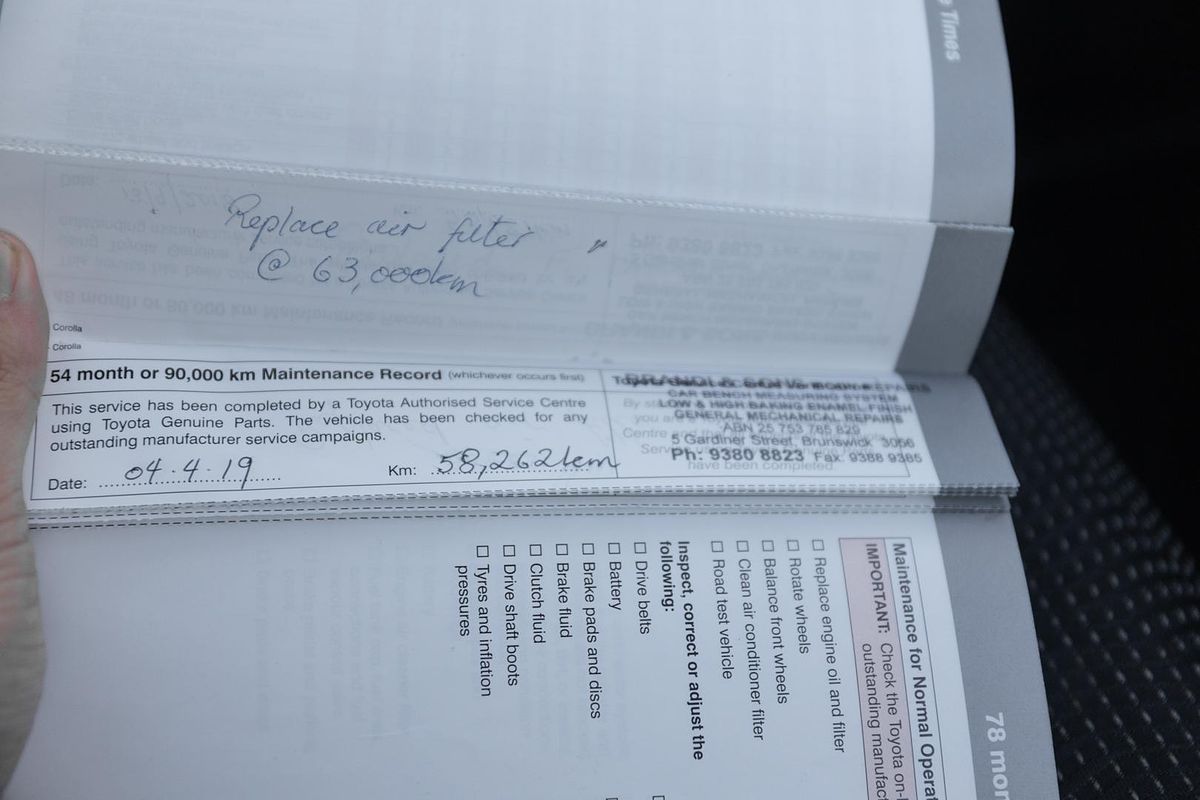 e Times
Replace air filter
@ 63,000km
Corolla
Corolla
54 month or 90,000 km Maintenance Record (whichever occurs first)
This service has been completed by a Toyota Authorised Service Centre
using Toyota Genuine Parts. The vehicle has been checked for any
outstanding manufacturer service campaigns.
Date: 04.4.19
Km: 58,262km
CAR BENCH MEASURING SYSTEM
LOW & HIGH BAKING ENAMEL FINISH
GENERAL MECHANICAL REPAIRS
ABN 25 753 785 829
5 Gardiner Street, Brunswick 3056
Ph: 9380 8823 Fax: 9388 9385
have been completed.
78 mon
Maintenance for Normal Operat
IMPORTANT: Check the Toyota on-l
outstanding manufact
☐ Replace engine oil and filter
☐ Rotate wheels
☐ Balance front wheels
☐ Clean air conditioner filter
☐ Road test vehicle
Inspect, correct or adjust the
following:
☐ Drive belts
☐ Battery
☐ Brake pads and discs
☐ Brake fluid
☐ Clutch fluid
☐ Drive shaft boots
☐ Tyres and inflation
pressures